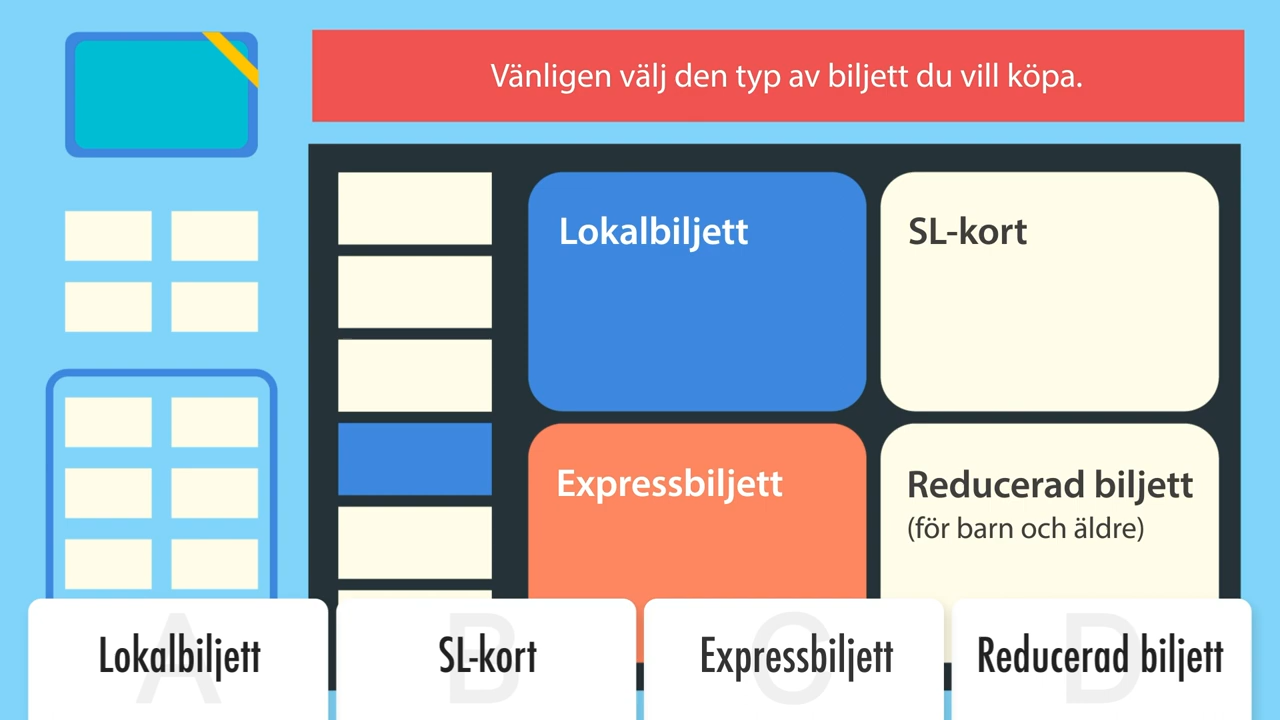 Vänligen välj den typ av biljett du vill köpa.
Lokalbiljett
SL-kort
Expressbiljett
Reducerad biljett
(för barn och äldre)
A
Lokalbiljett
B
SL-kort
C
Expressbiljett
D
Reducerad biljett